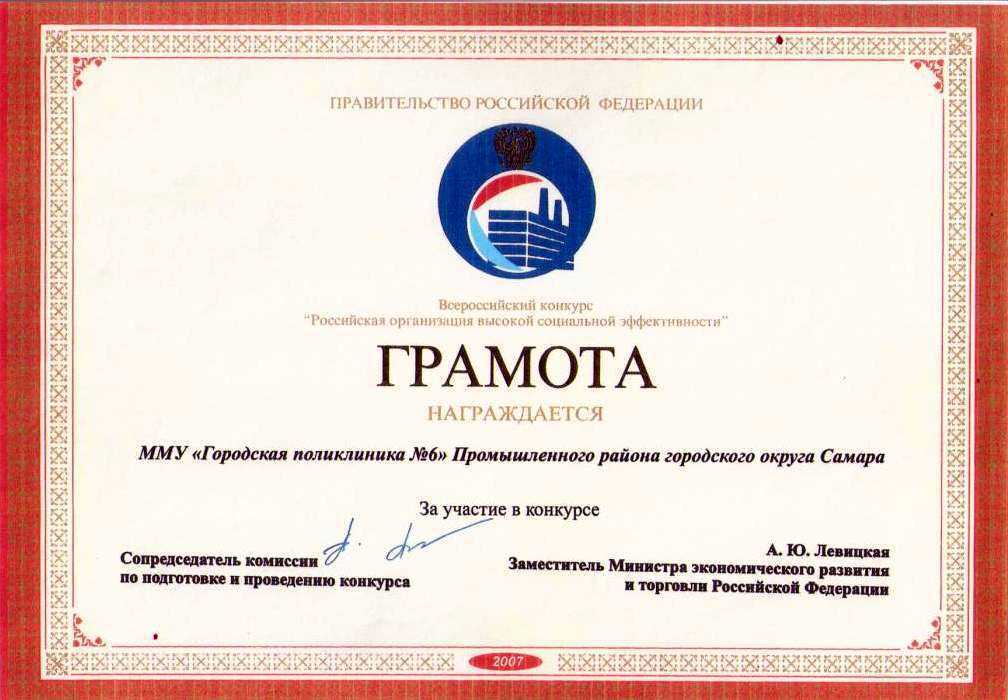 ПРАВИТЕЛЬСТВО РОССИЙСКОЙ ФЕДЕРАЦИИ
Всероссийский конкурс
"Российская организация высокой социальной эффективности"
ГРАМОТА
НАГРАЖДАЕТСЯ
ММУ «Городская поликлиника №6» Промышленного района городского округа Самара
За участие в конкурсе
Сопредседатель комиссии
по подготовке и проведению конкурса
А. Ю. Левицкая
Заместитель Министра экономического развития
и торговли Российской Федерации
2007